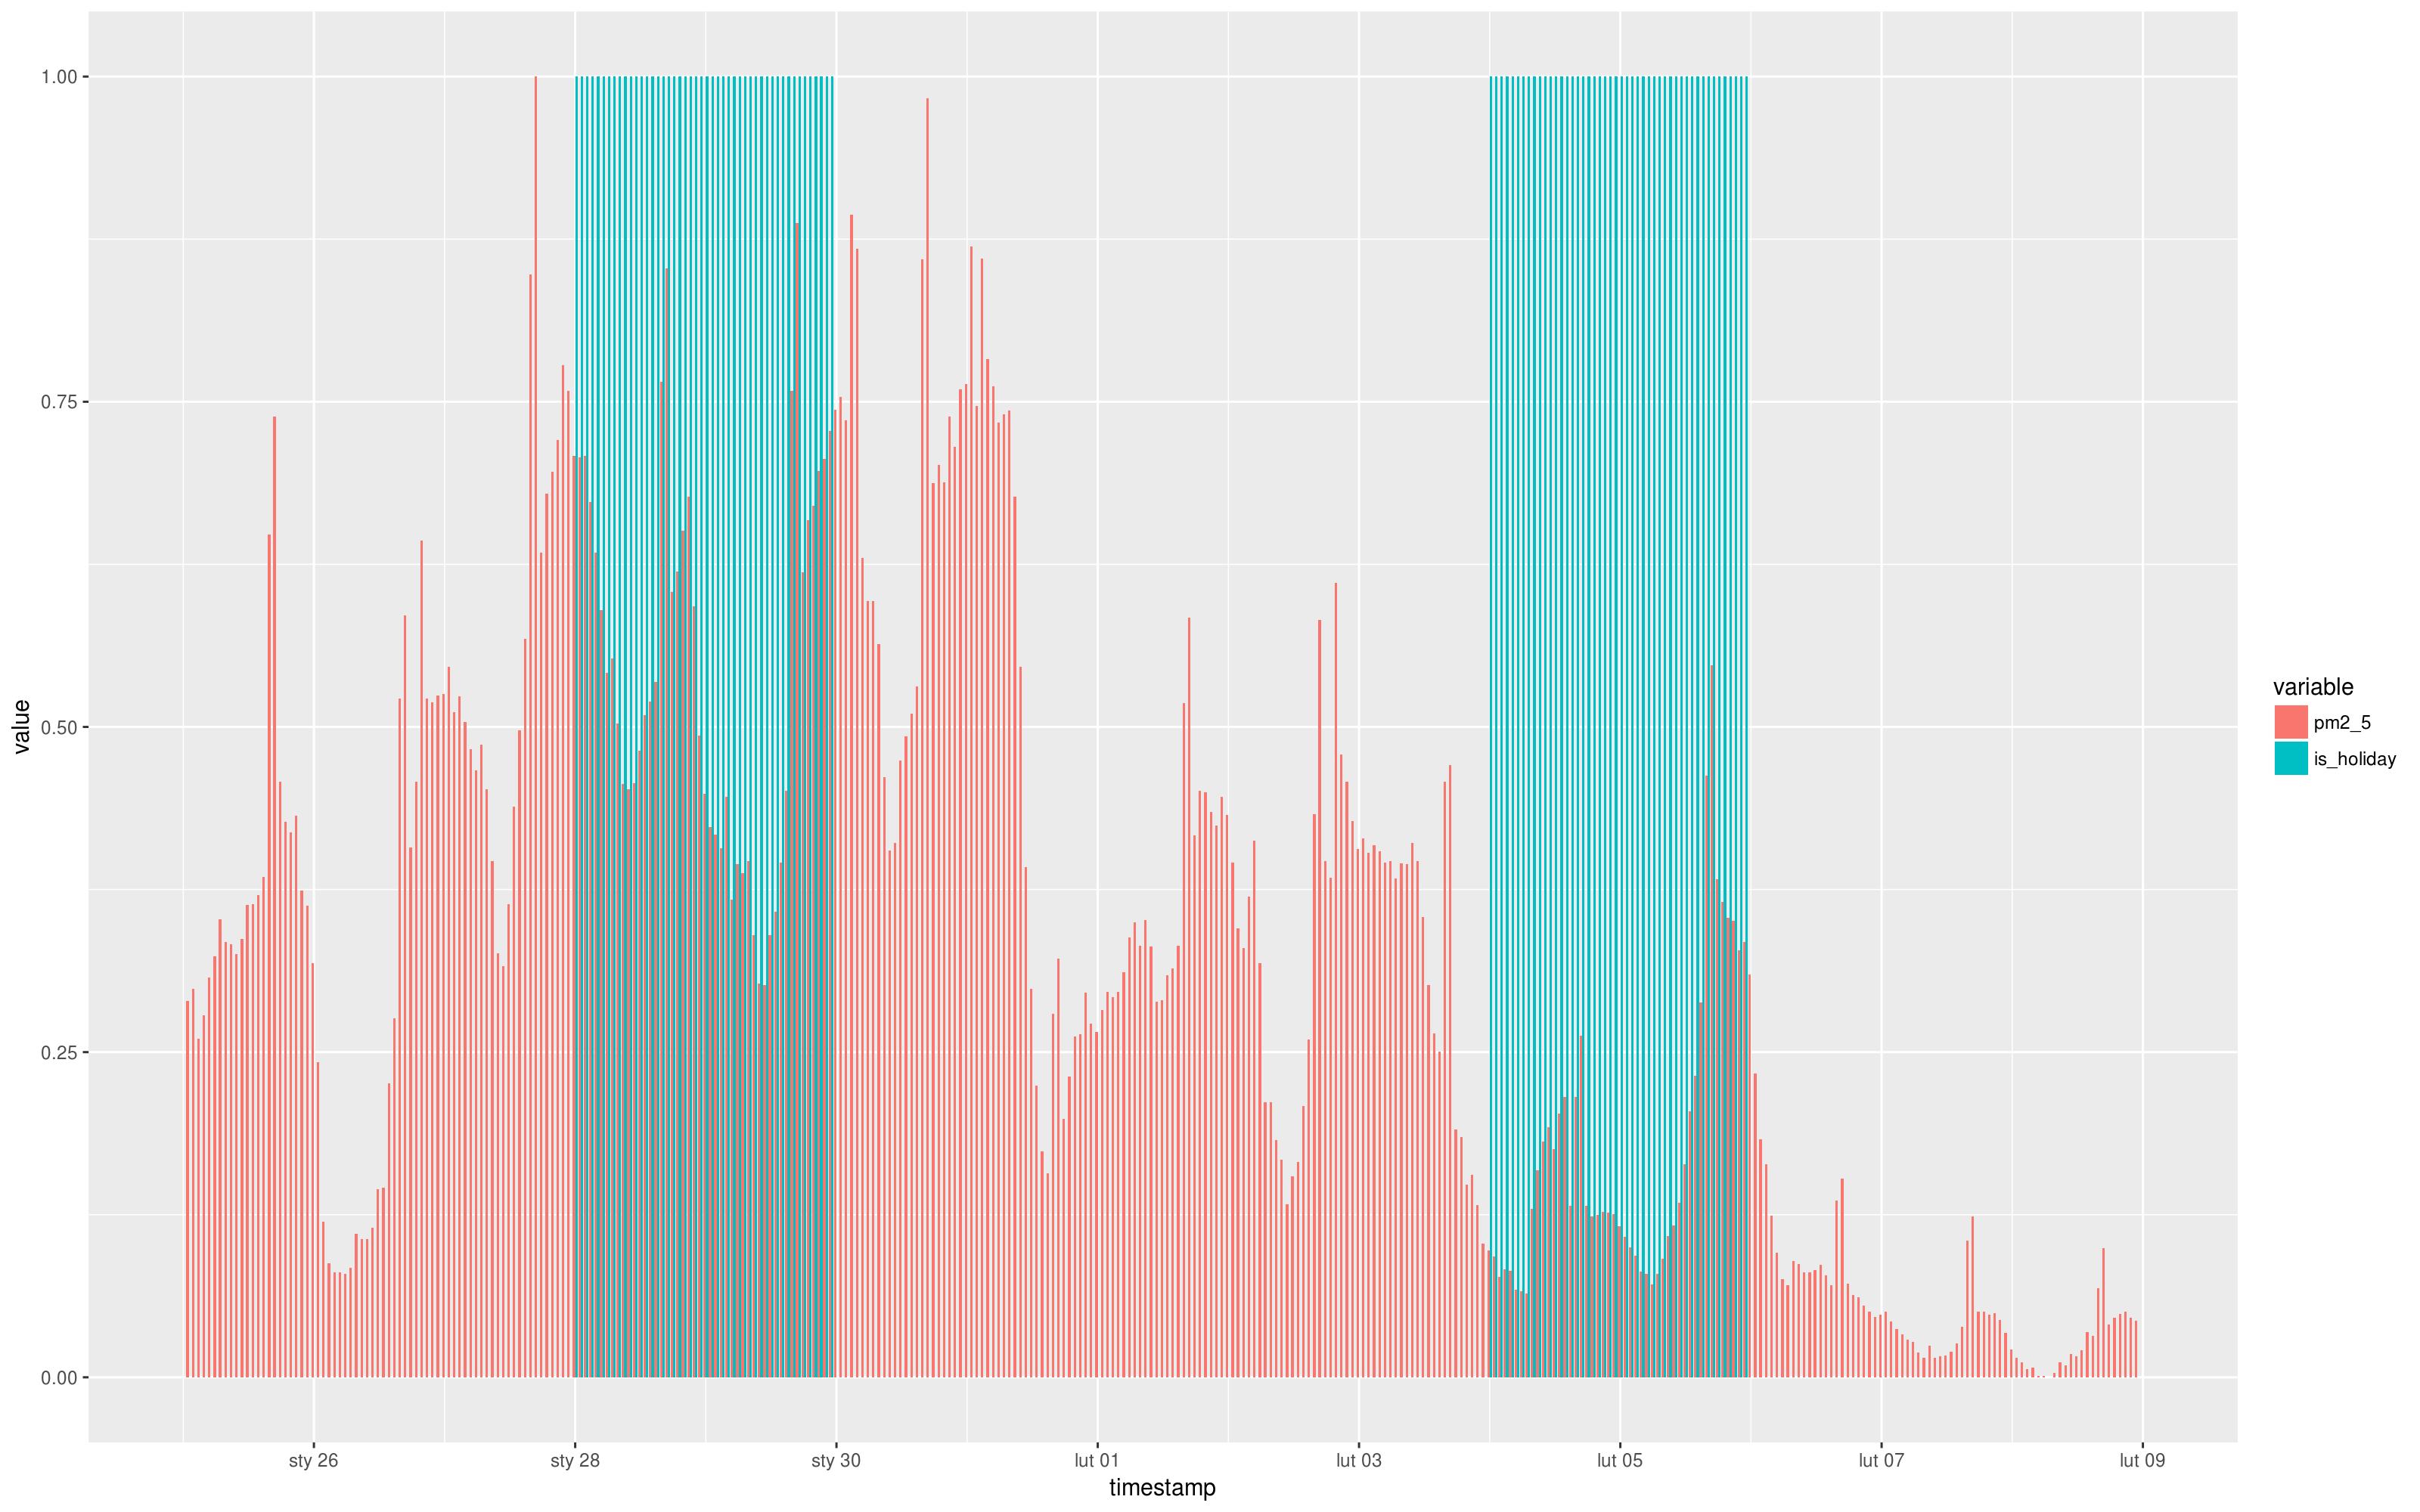 1.00
0.75
0.50
0.25
0.00
value
sty 26
sty 28
sty 30
lut 01
lut 03
lut 05
lut 07
lut 09
timestamp
variable
pm2_5
is_holiday